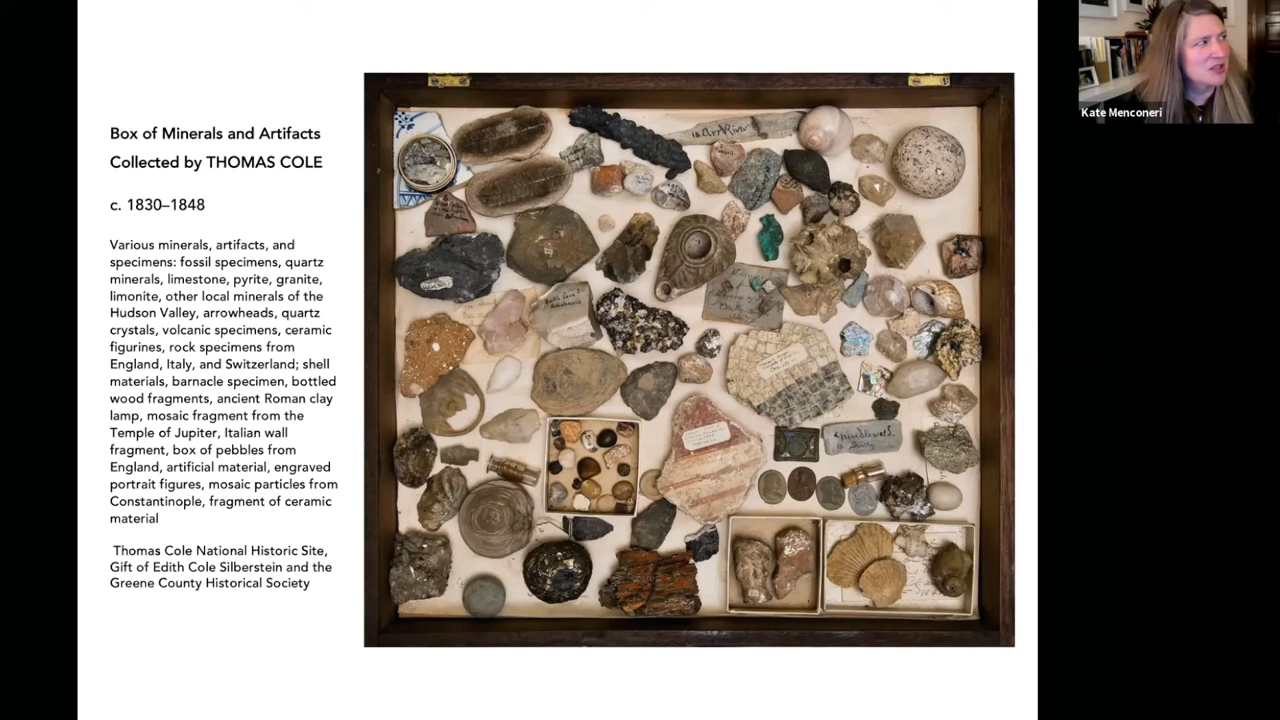 Box of Minerals and Artifacts
Collected by THOMAS COLE
c. 1830–1848
Various minerals, artifacts, and
specimens: fossil specimens, quartz
minerals, limestone, pyrite, granite,
limonite, other local minerals of the
Hudson Valley, arrowheads, quartz
crystals, volcanic specimens, ceramic
figurines, rock specimens from
England, Italy, and Switzerland; shell
materials, barnacle specimen, bottled
wood fragments, ancient Roman clay
lamp, mosaic fragment from the
Temple of Jupiter, Italian wall
fragment, box of pebbles from
England, artificial material, engraved
portrait figures, mosaic particles from
Constantinople, fragment of ceramic
material
Thomas Cole National Historic Site,
Gift of Edith Cole Silberstein and the
Greene County Historical Society
Kate Menconeri